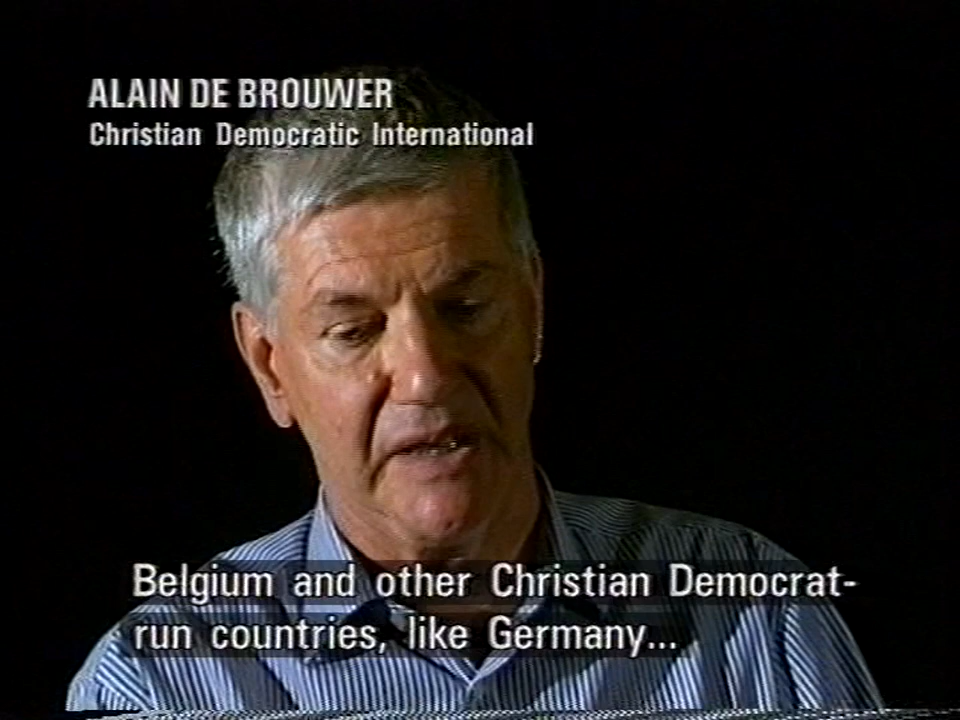 ALAIN DE BROUWER
Christian Democratic International
Belgium and other Christian Democrat-
run countries, like Germany...